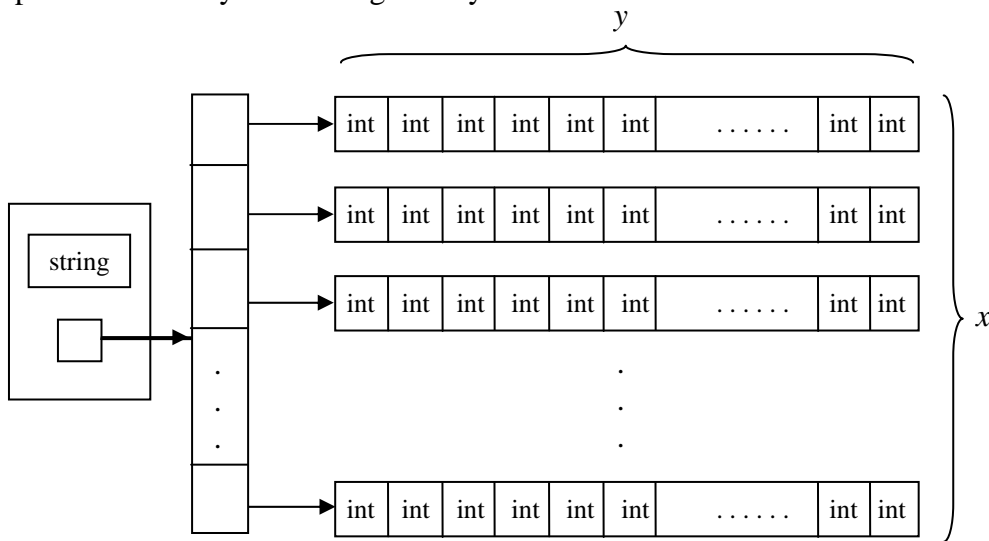 y
int int int int int int . . . . . . int int
int int int int int int . . . . . . int int
string
int int int int int int . . . . . . int int
x
. .
. .
. .
int int int int int int . . . . . . int int